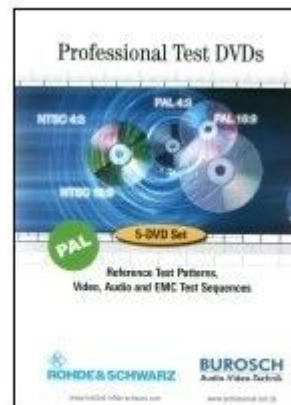 Professional Test DVDs
PAL 4:3
NTSC 4:3
PAL 16:9
NTSC 16:9
5-DVD Set
PAL
Reference Test Patterns,
Video, Audio and EMC Test Sequences
ROHDE & SCHWARZ
BUROSCH
Audio-Video-Technik